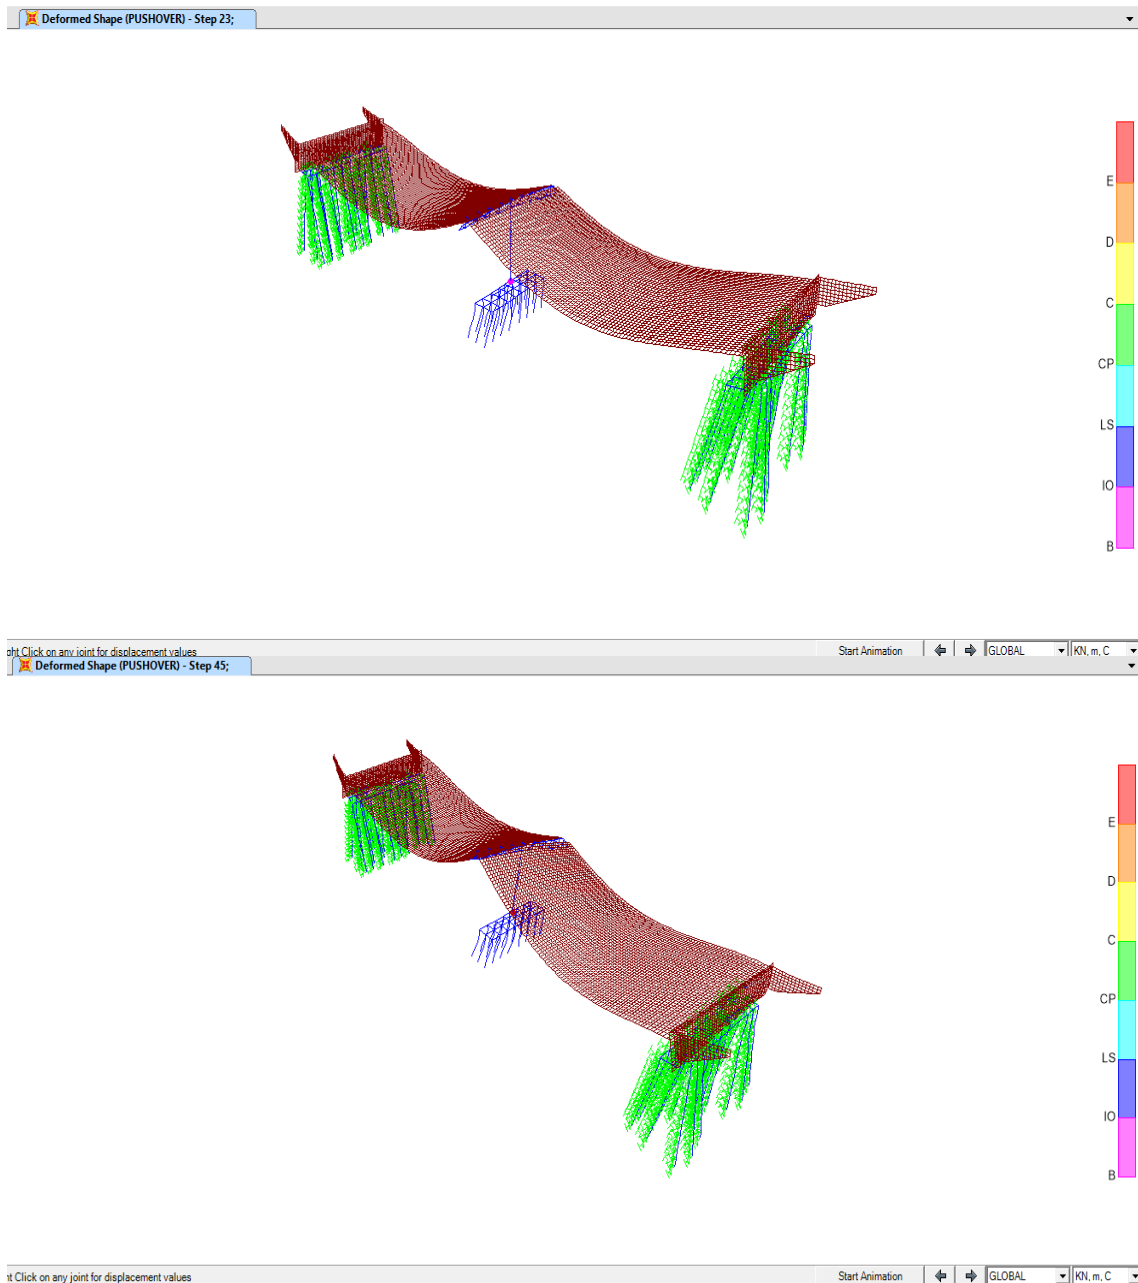 Deformed Shape (PUSHOVER) - Step 23;
E
D
C
CP
LS
IO
B
ght Click on any joint for displacement values
Start Animation
GLOBAL
KN, m, C
Deformed Shape (PUSHOVER) - Step 45;
E
D
C
CP
LS
IO
B
ht Click on any joint for displacement values
Start Animation
GLOBAL
KN, m, C